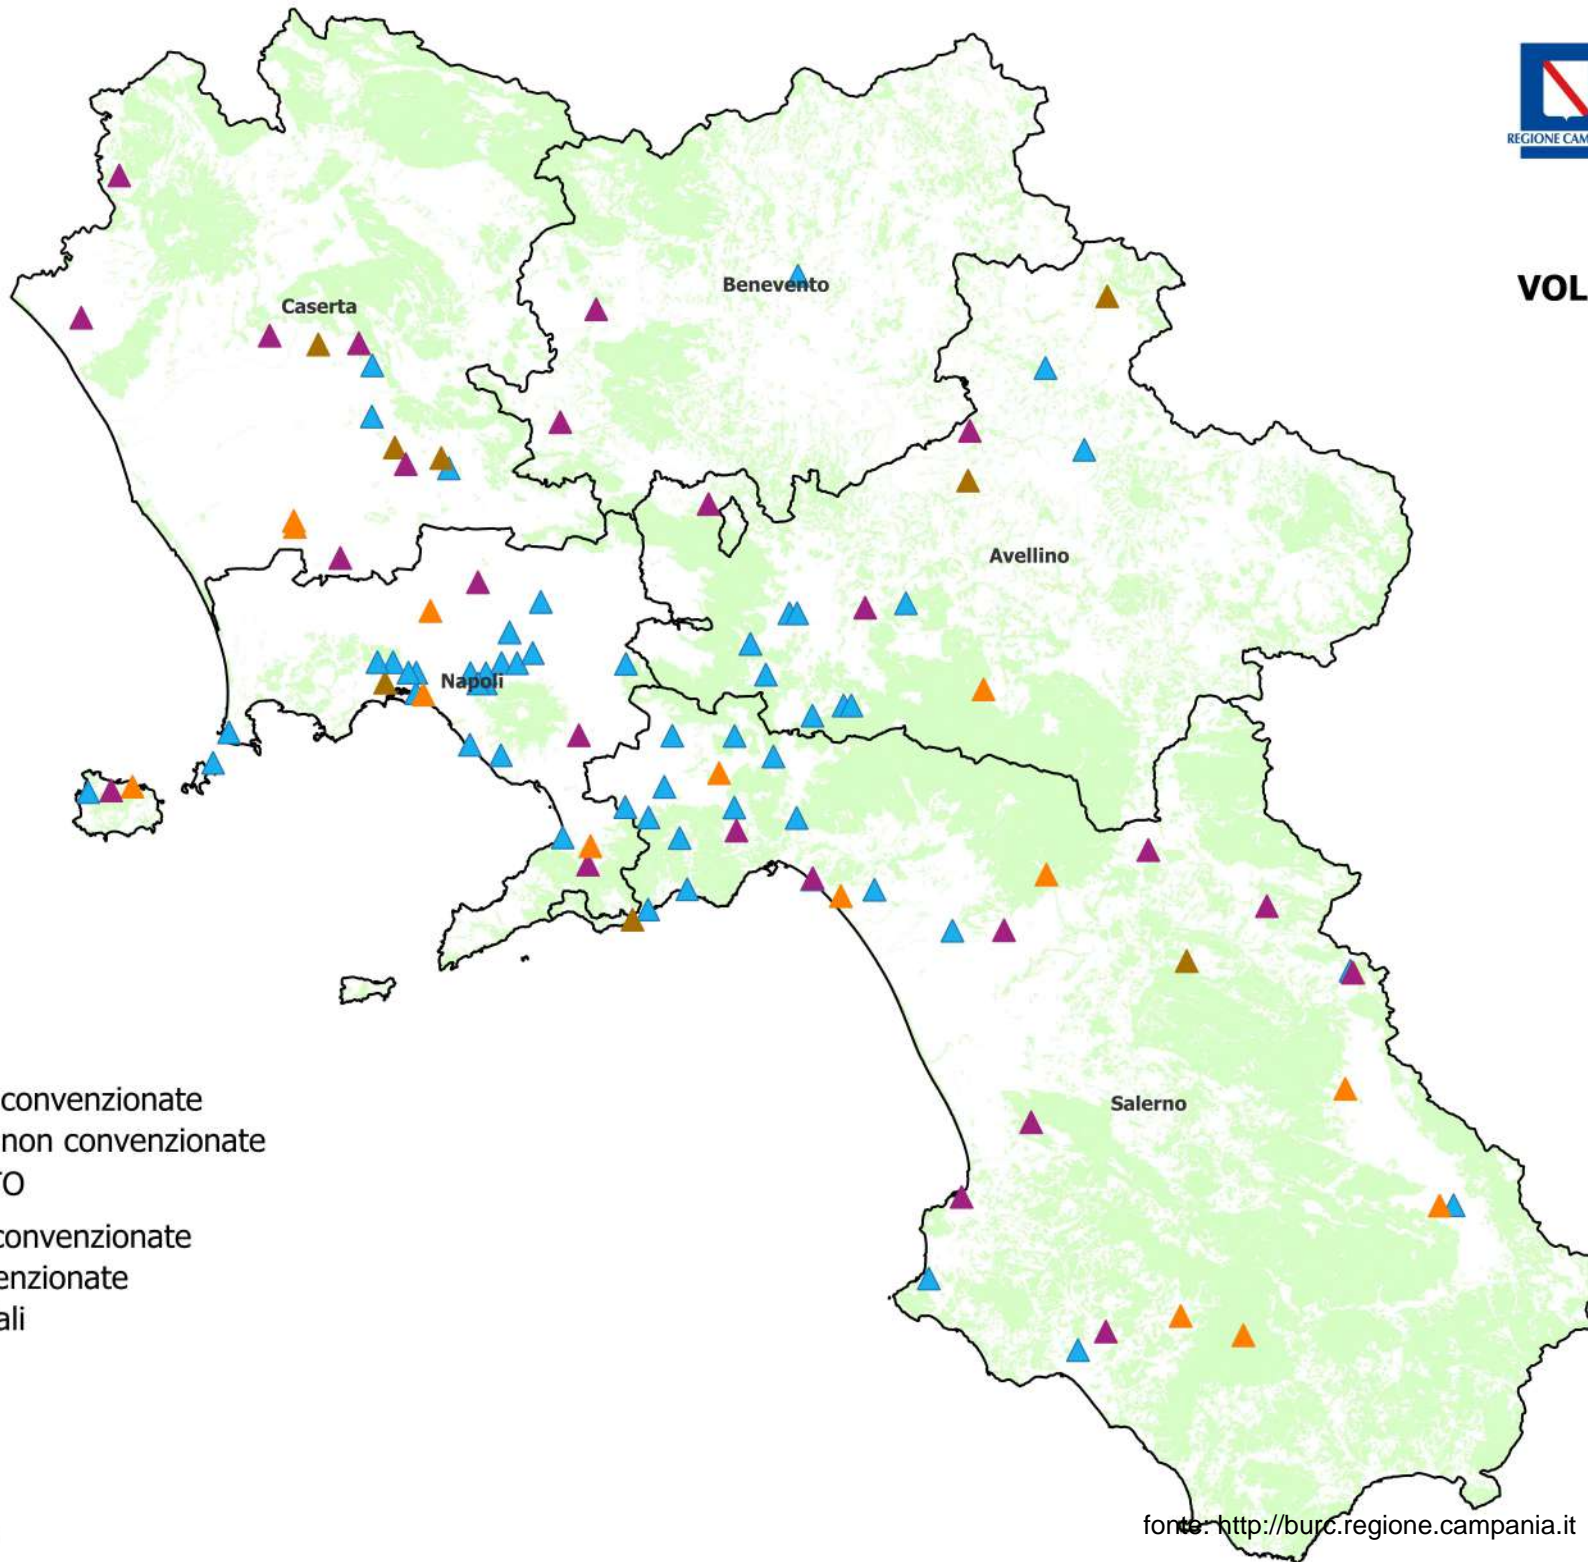 REGIONE CAM
VOL
Benevento
Caserta
Avellino
Napoli
convenzionate
non convenzionate
TO
convenzionate
enzionate
ali
Salerno
fonte: http://burc.regione.campania.it